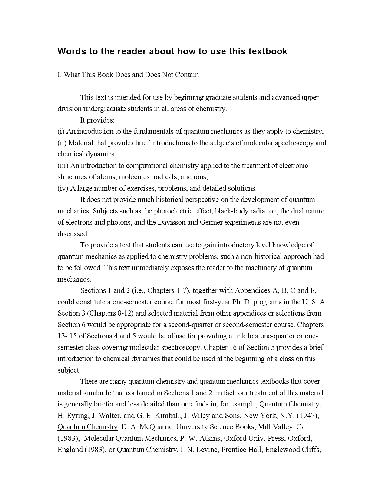 Words to the reader about how to use this textbook
I. What This Book Does and Does Not Contain
This text is intended for use by beginning graduate students and advanced upper
division undergraduate students in all areas of chemistry.
It provides:
(i) An introduction to the fundamentals of quantum mechanics as they apply to chemistry,
(ii) Material that provides brief introductions to the subjects of molecular spectroscopy and
chemical dynamics,
(iii) An introduction to computational chemistry applied to the treatment of electronic
structures of atoms, molecules, radicals, and ions,
(iv) A large number of exercises, problems, and detailed solutions.
It does not provide much historical perspective on the development of quantum
mechanics. Subjects such as the photoelectric effect, black-body radiation, the dual nature
of electrons and photons, and the Davisson and Germer experiments are not even
discussed.
To provide a text that students can use to gain introductory level knowledge of
quantum mechanics as applied to chemistry problems, such a non-historical approach had
to be followed. This text immediately exposes the reader to the machinery of quantum
mechanics.
Sections 1 and 2 (i.e., Chapters 1-7), together with Appendices A, B, C and E,
could constitute a one-semester course for most first-year Ph. D. programs in the U. S. A.
Section 3 (Chapters 8-12) and selected material from other appendices or selections from
Section 6 would be appropriate for a second-quarter or second-semester course. Chapters
13-15 of Sections 4 and 5 would be of use for providing a link to a one-quarter or one-
semester class covering molecular spectroscopy. Chapter 16 of Section 5 provides a brief
introduction to chemical dynamics that could be used at the beginning of a class on this
subject.
There are many quantum chemistry and quantum mechanics textbooks that cover
material similar to that contained in Sections 1 and 2; in fact, our treatment of this material
is generally briefer and less detailed than one finds in, for example, Quantum Chemistry,
H. Eyring, J. Walter, and G. E. Kimball, J. Wiley and Sons, New York, N.Y. (1947),
Quantum Chemistry, D. A. McQuarrie, University Science Books, Mill Valley, Ca.
(1983), Molecular Quantum Mechanics, P. W. Atkins, Oxford Univ. Press, Oxford,
England (1983), or Quantum Chemistry, I. N. Levine, Prentice Hall, Englewood Cliffs,